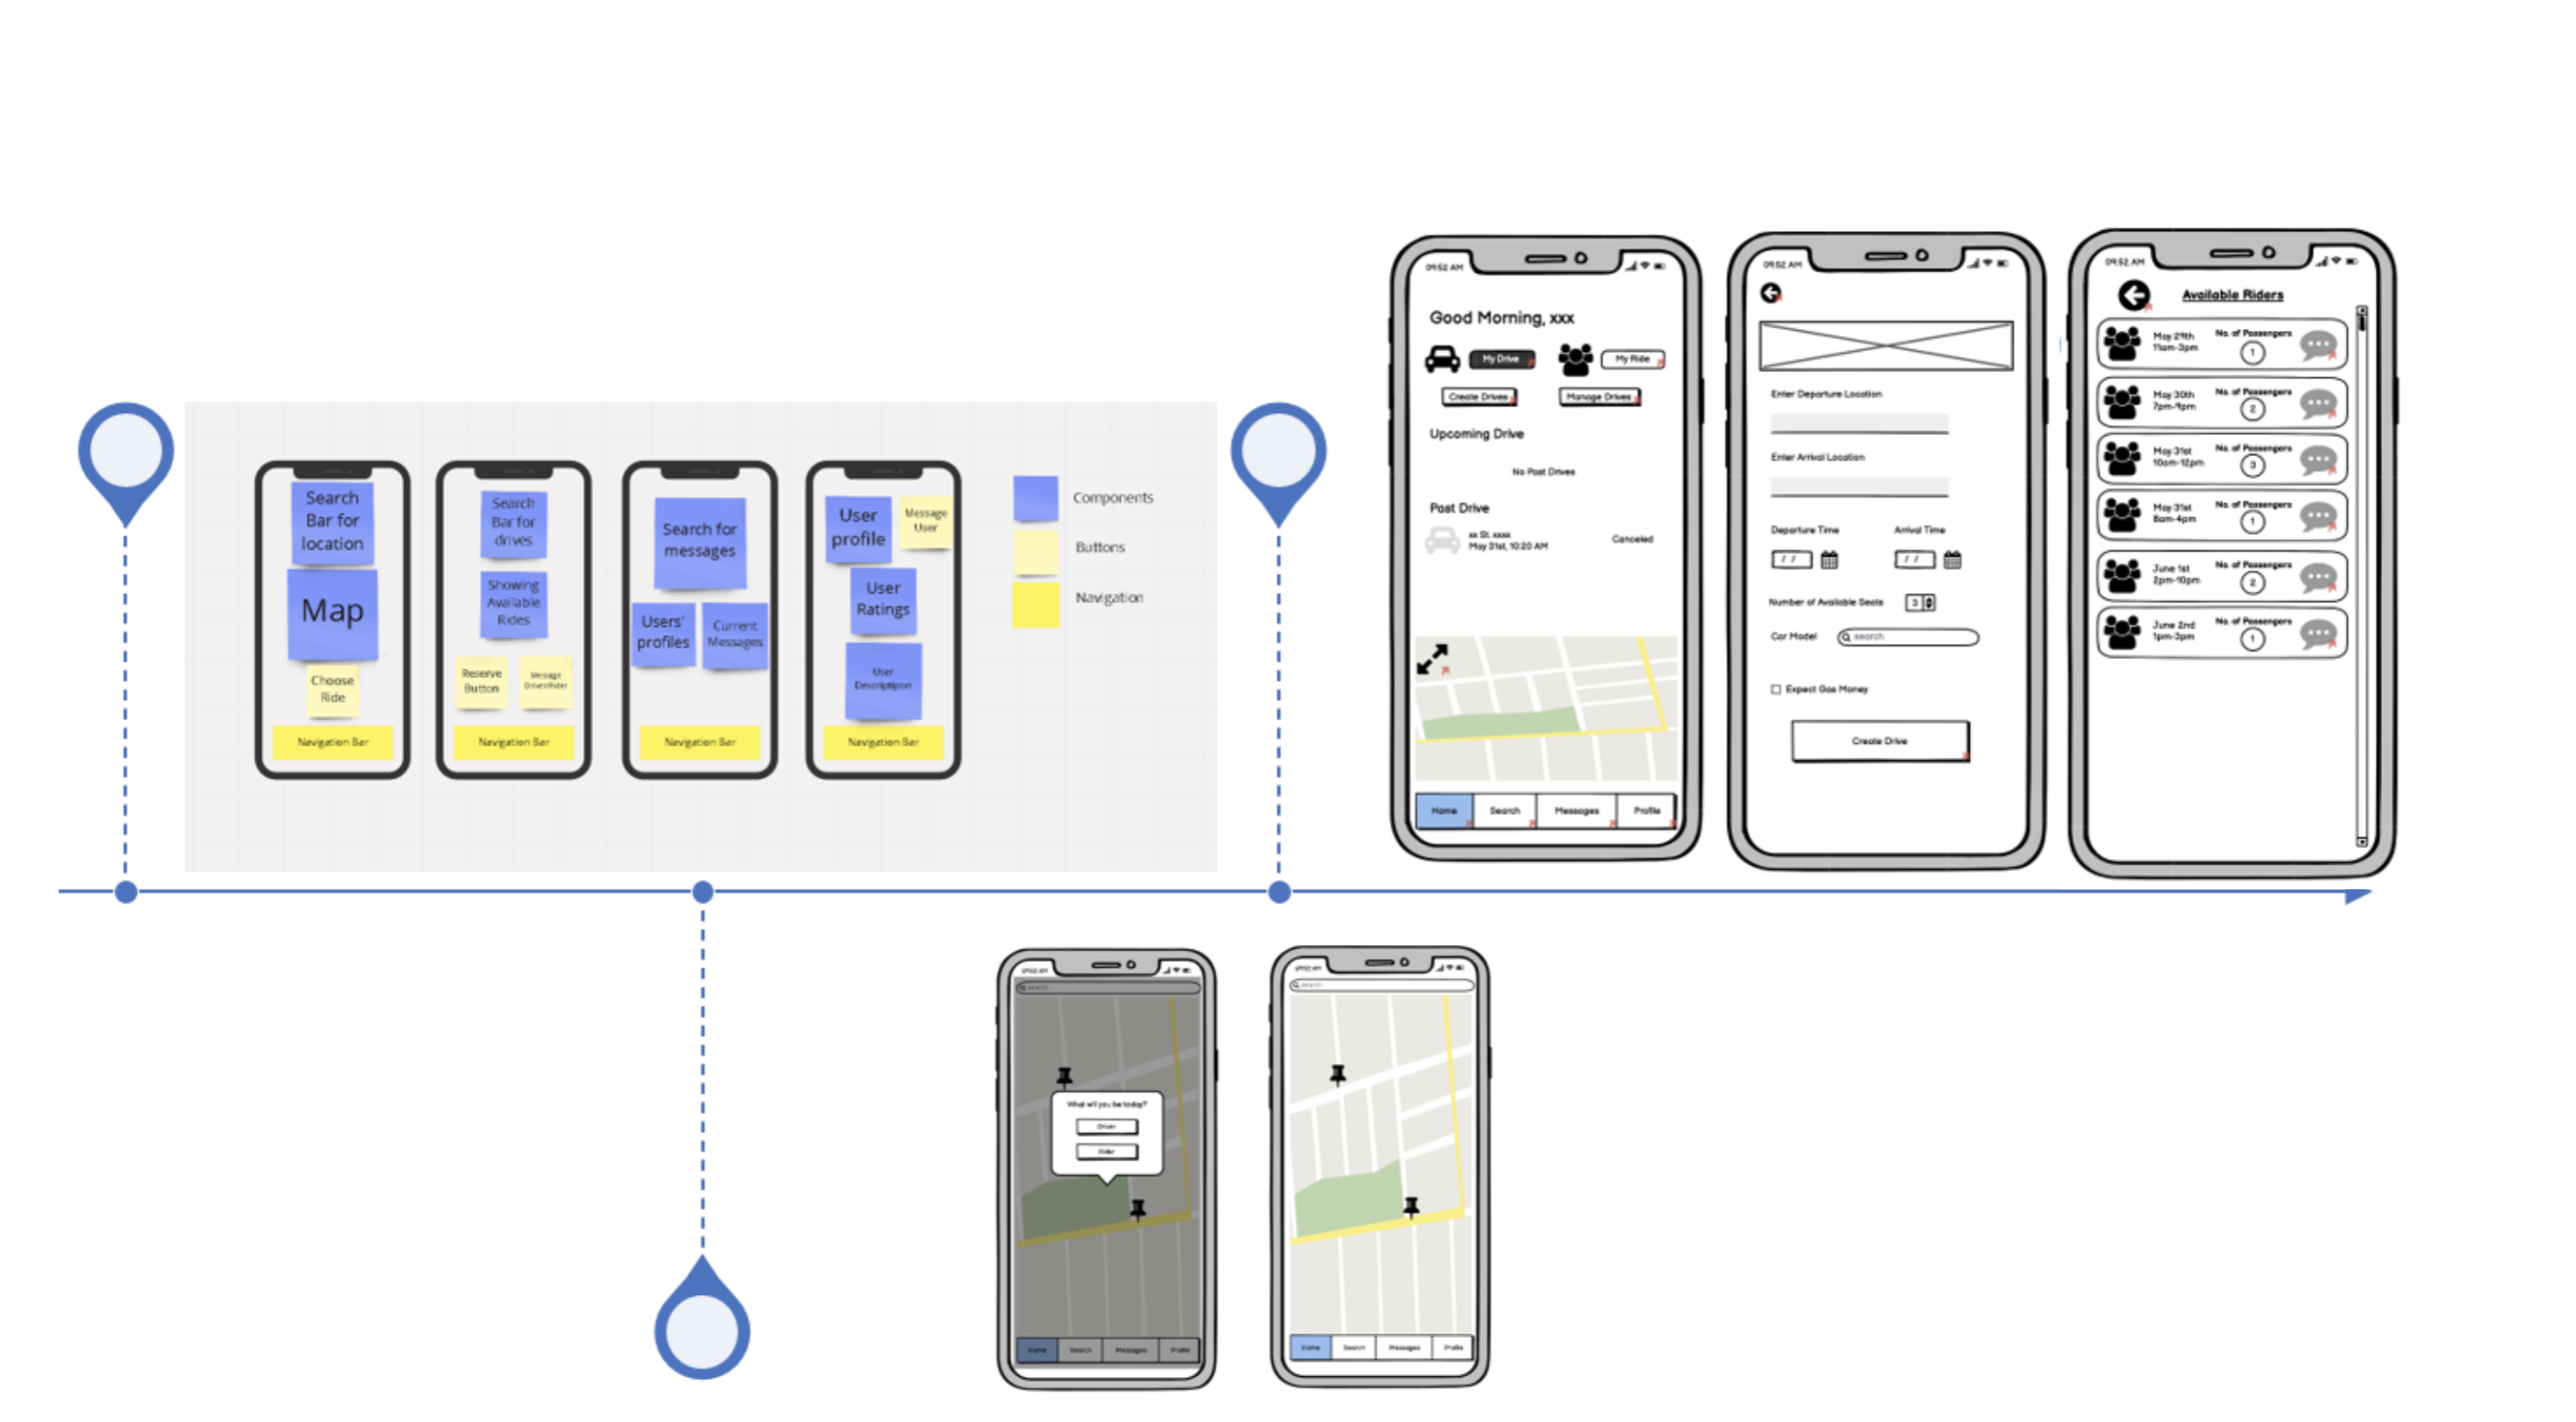 Search
Bar for
location
Map
Choose
Ride
Navigation Bar
Search
Bar for
drives
Showing
Available
Rides
Reserve
Button
Message
Driver/Rider
Navigation Bar
Search for
messages
Users'
profiles
Current
Messages
Navigation Bar
User
profile
Message
User
User
Ratings
User
Navigation Bar
Components
Buttons
Navigation
09:52 AM
Good Morning, xxx
My Drive
My Ride
Create Drives
Manage Drives
Upcoming Drive
No Past Drives
Past Drive
xx St. xxxx
May 31st, 10:20 AM
Canceled
Home
Search
Messages
Profile
09:52 AM
Enter Departure Location
Enter Arrival Location
Departure Time
Arrival Time
/ /
/ /
Number of Available Seats
3
Car Model
search
Expect Gas Money
Create Drive
09:52 AM
Available Riders
May 29th
11am-3pm
No. of Passengers
1
May 30th
7pm-9pm
No. of Passengers
2
May 31st
10am-12pm
No. of Passengers
3
May 31st
8am-4pm
No. of Passengers
1
June 1st
2pm-10pm
No. of Passengers
2
June 2nd
1pm-3pm
No. of Passengers
1
09:52 AM
search
What will you be today?
Driver
Rider
Home
Search
Messages
Profile
09:52 AM
search
Home
Search
Messages
Profile